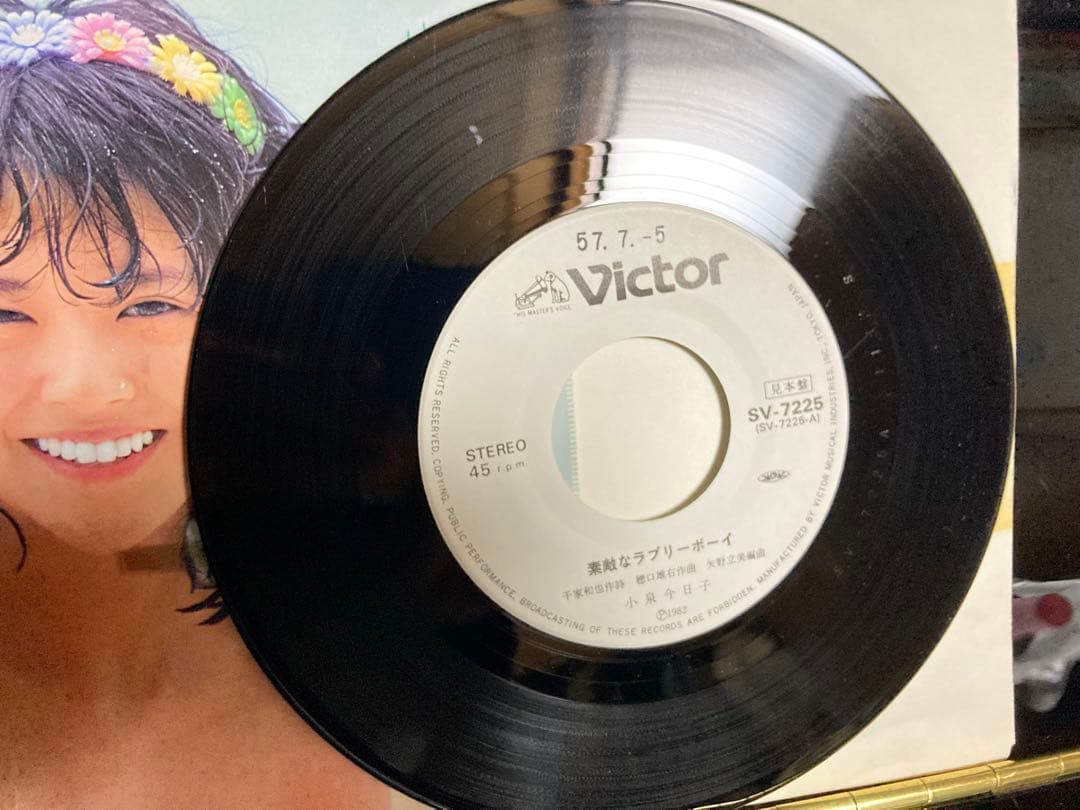 57. 7. -5
Victor
"HIS MASTER'S VOICE"
見本盤
SV-7225
(SV-7225-A)
STEREO
45 r.p.m.
素敵なラブリーボーイ
千家和也作詩 穂口雄右作曲 矢野立美編曲
小泉今日子
Ⓟ1982
ALL RIGHTS RESERVED. COPYING, PUBLIC PERFORMANCE, BROADCASTING OF THESE RECORDS ARE FORBIDDEN. MANUFACTURED BY VICTOR MUSICAL INDUSTRIES, INC. TOKYO, JAPAN